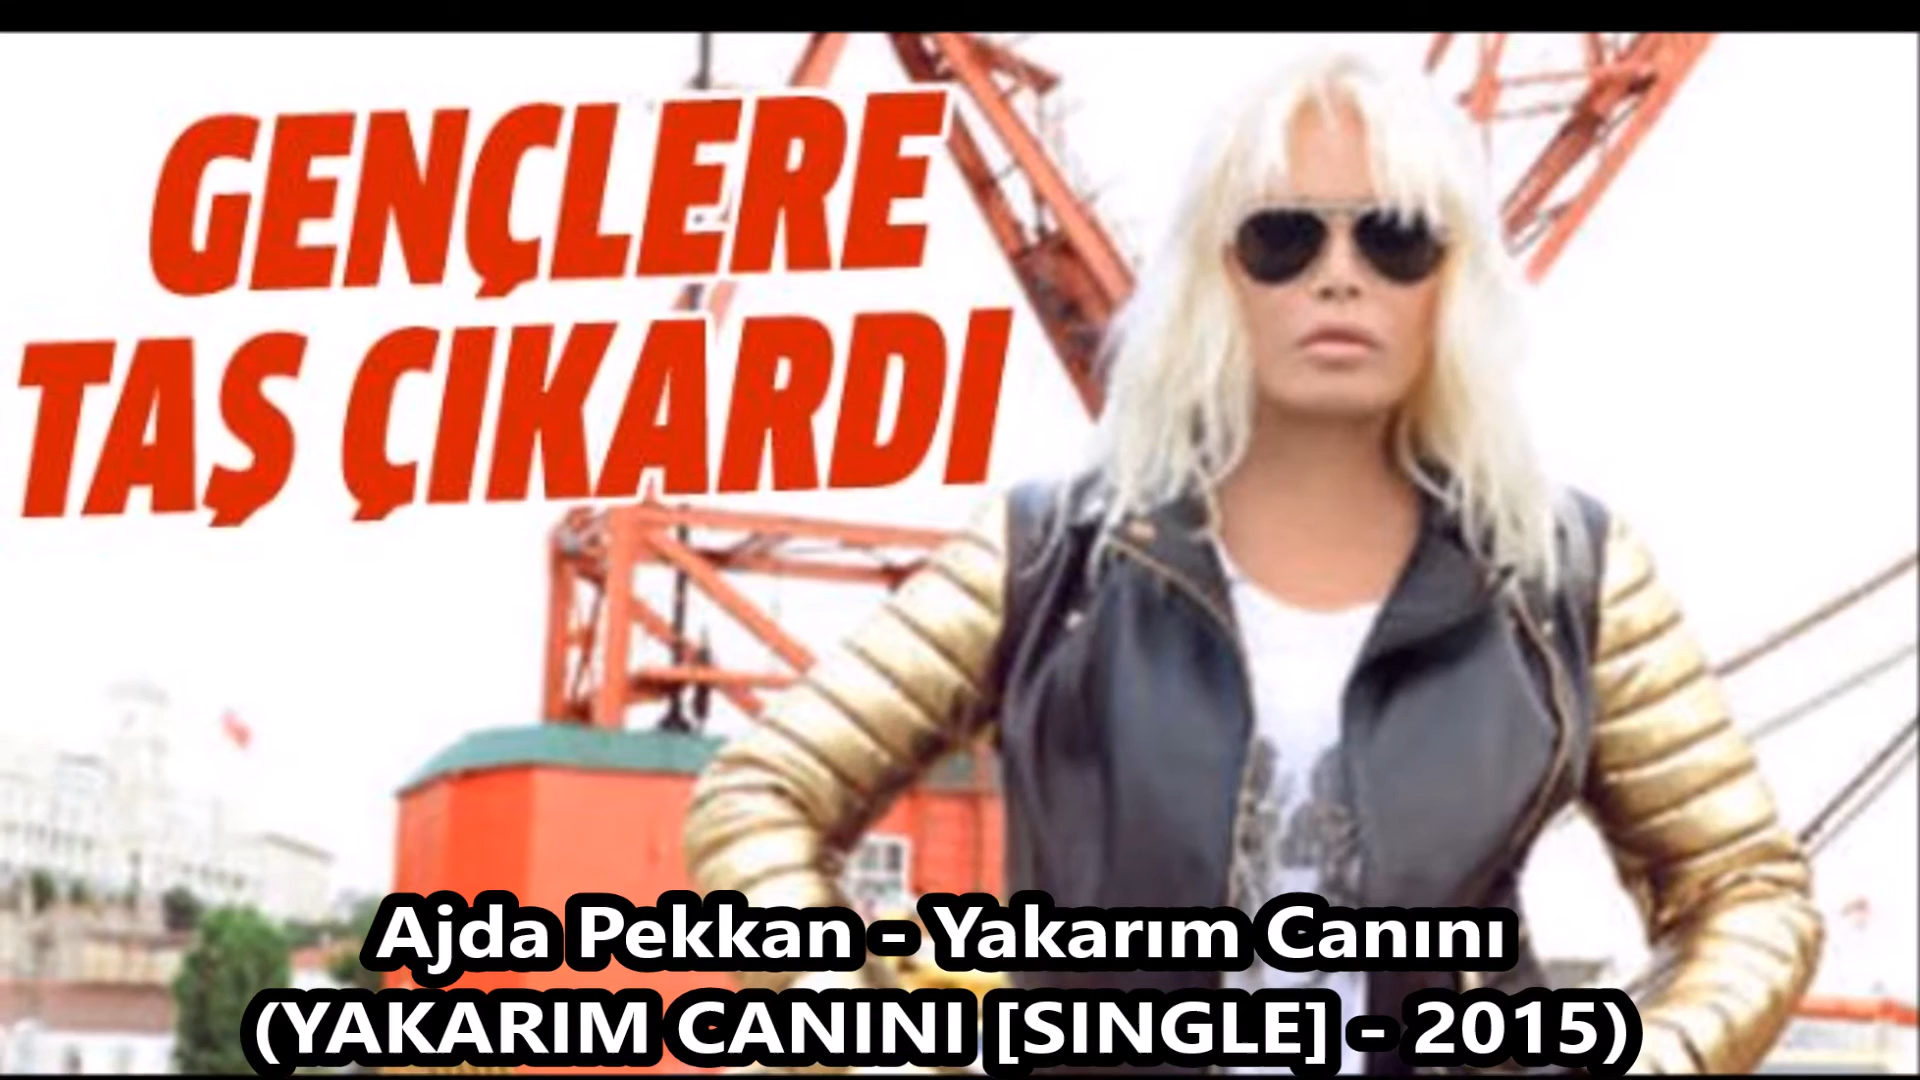 GENÇLERE
TAŞ ÇIKARDI
Ajda Pekkan - Yakarım Canını
(YAKARIM CANINI [SINGLE] - 2015)